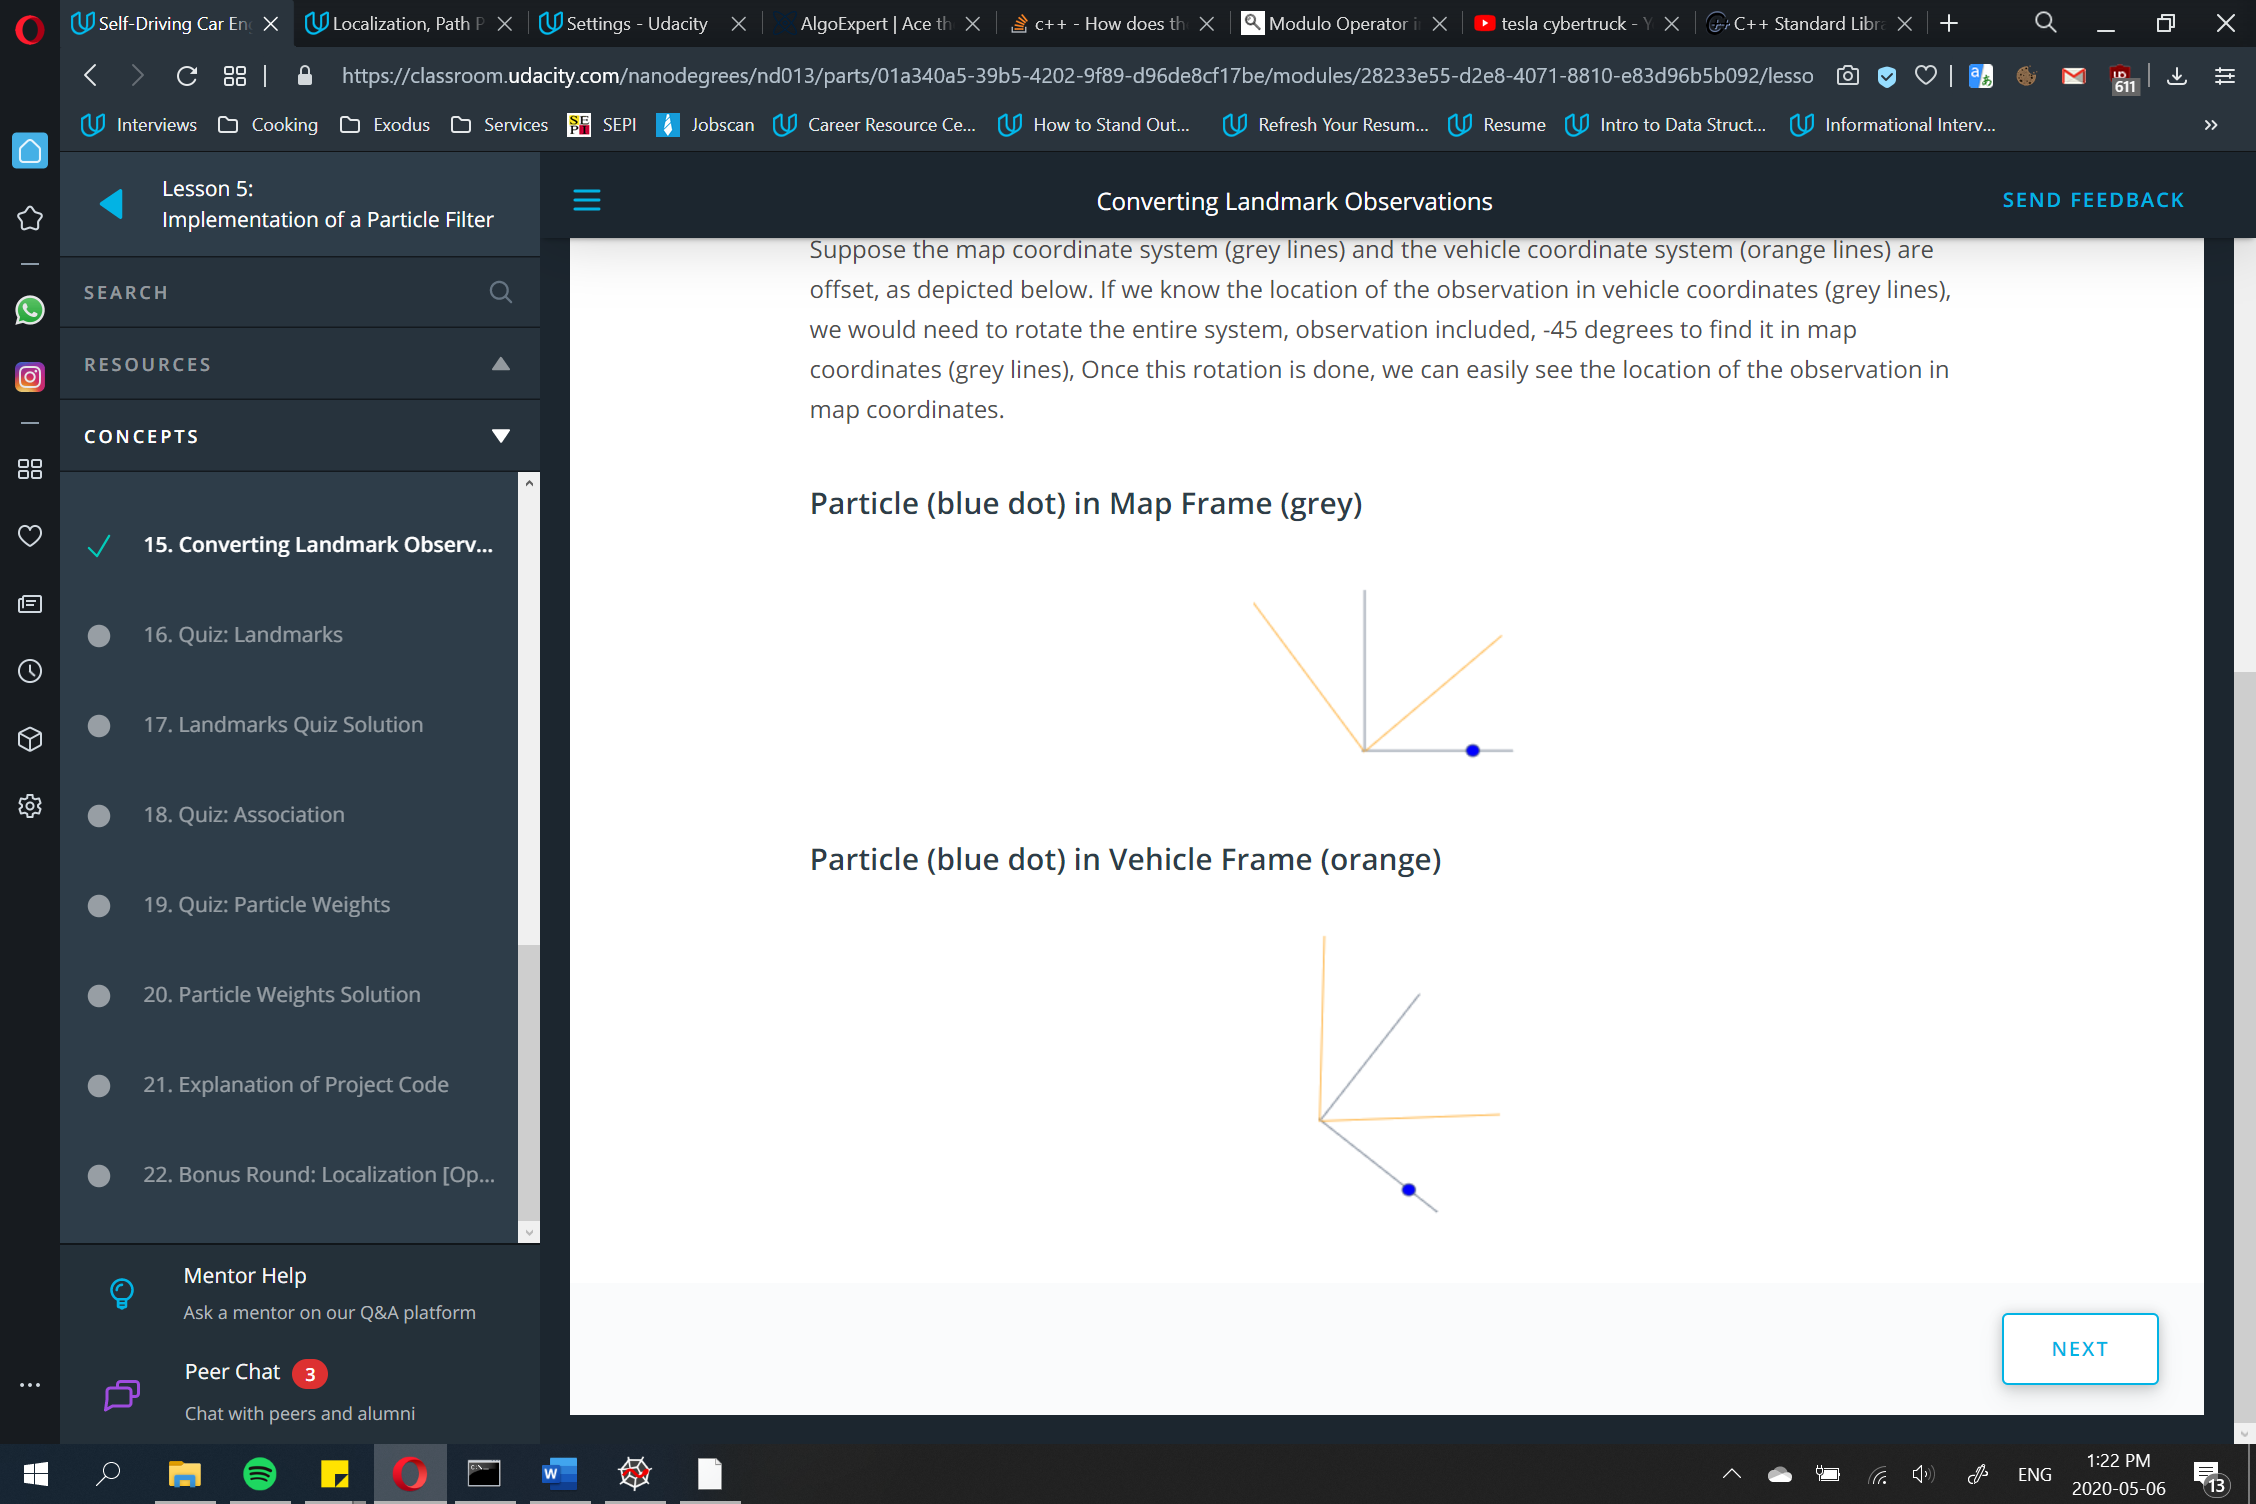 Self-Driving Car En
Localization, Path P
Settings - Udacity
AlgoExpert | Ace th
c++ - How does th
Modulo Operator i
tesla cybertruck - Y
C++ Standard Libra
https://classroom.udacity.com/nanodegrees/nd013/parts/01a340a5-39b5-4202-9f89-d96de8cf17be/modules/28233e55-d2e8-4071-8810-e83d96b5b092/lesso
611
Interviews
Cooking
Exodus
Services
SEPI
Jobscan
Career Resource Ce...
How to Stand Out...
Refresh Your Resum...
Resume
Intro to Data Struct...
Informational Interv...
Lesson 5:
Implementation of a Particle Filter
SEARCH
RESOURCES
CONCEPTS
15. Converting Landmark Observ...
16. Quiz: Landmarks
17. Landmarks Quiz Solution
18. Quiz: Association
19. Quiz: Particle Weights
20. Particle Weights Solution
21. Explanation of Project Code
22. Bonus Round: Localization [Op...
Mentor Help
Ask a mentor on our Q&A platform
Peer Chat 3
Chat with peers and alumni
Converting Landmark Observations
SEND FEEDBACK
Suppose the map coordinate system (grey lines) and the vehicle coordinate system (orange lines) are
offset, as depicted below. If we know the location of the observation in vehicle coordinates (grey lines),
we would need to rotate the entire system, observation included, -45 degrees to find it in map
coordinates (grey lines), Once this rotation is done, we can easily see the location of the observation in
map coordinates.
Particle (blue dot) in Map Frame (grey)
Particle (blue dot) in Vehicle Frame (orange)
NEXT
ENG
1:22 PM
2020-05-06
13